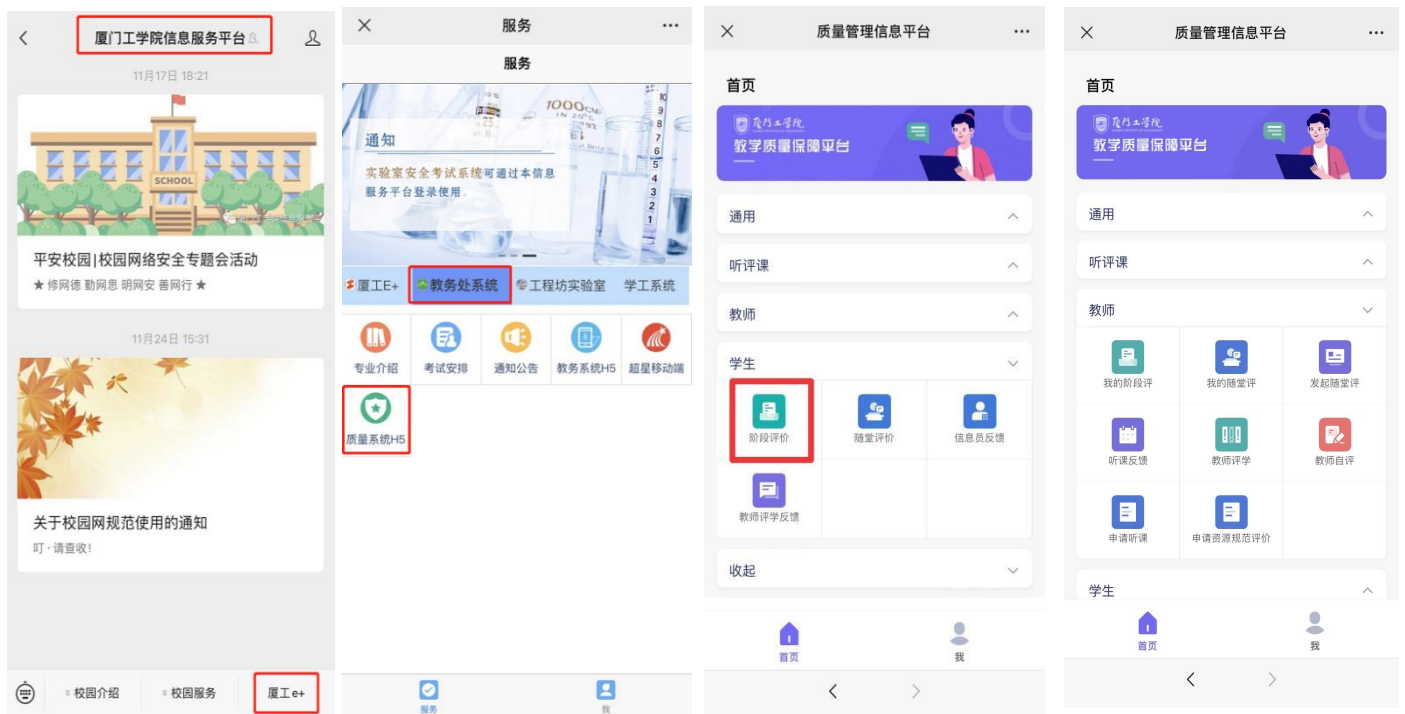 厦门工学院信息服务平台
11月17日 18:21
SCHOOL
平安校园|校园网络安全专题会活动
★ 修网德 勤网思 明网安 善网行 ★
11月24日 15:31
关于校园网规范使用的通知
叮·请查收!
校园介绍
校园服务
厦工e+
服务
服务
通知
实验室安全考试系统可通过本信息
服务平台登录使用。
厦工E+
教务处系统
工程坊实验室
学工系统
专业介绍
考试安排
通知公告
教务系统H5
超星移动端
质量系统H5
服务
我
质量管理信息平台
首页
厦门工学院
教学质量保障平台
通用
听评课
教师
学生
阶段评价
随堂评价
信息员反馈
教师评学反馈
收起
首页
我
质量管理信息平台
首页
厦门工学院
教学质量保障平台
通用
听评课
教师
我的阶段评
我的随堂评
发起随堂评
听课反馈
教师评学
教师自评
申请听课
申请资源规范评价
学生
首页
我